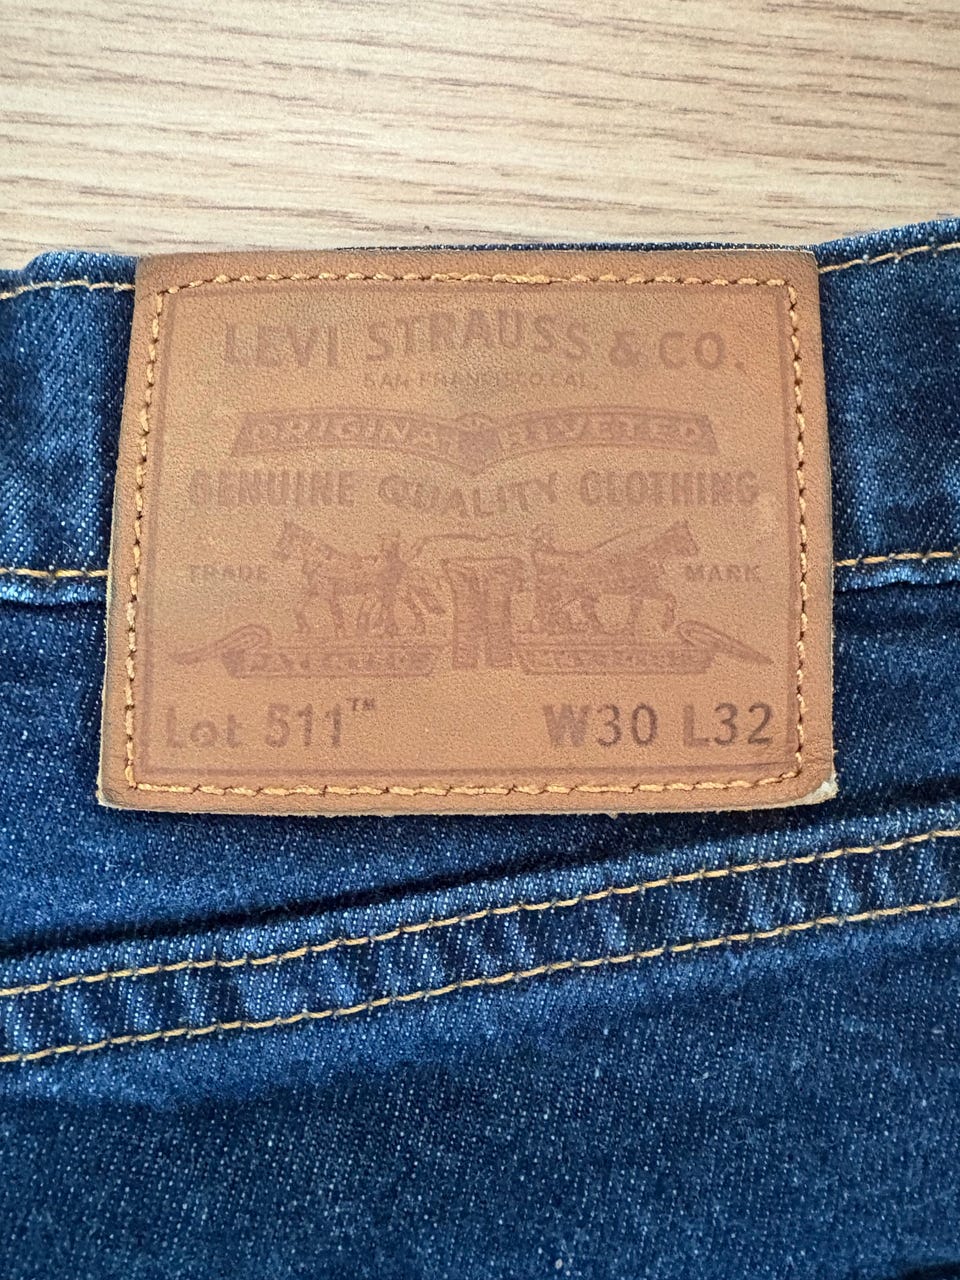 LEVI STRAUSS & CO.
SAN FRANCISCO, CAL.
ORIGINAL RIVETED
GENUINE QUALITY CLOTHING
TRADE MARK
Lot 511™ W30 L32